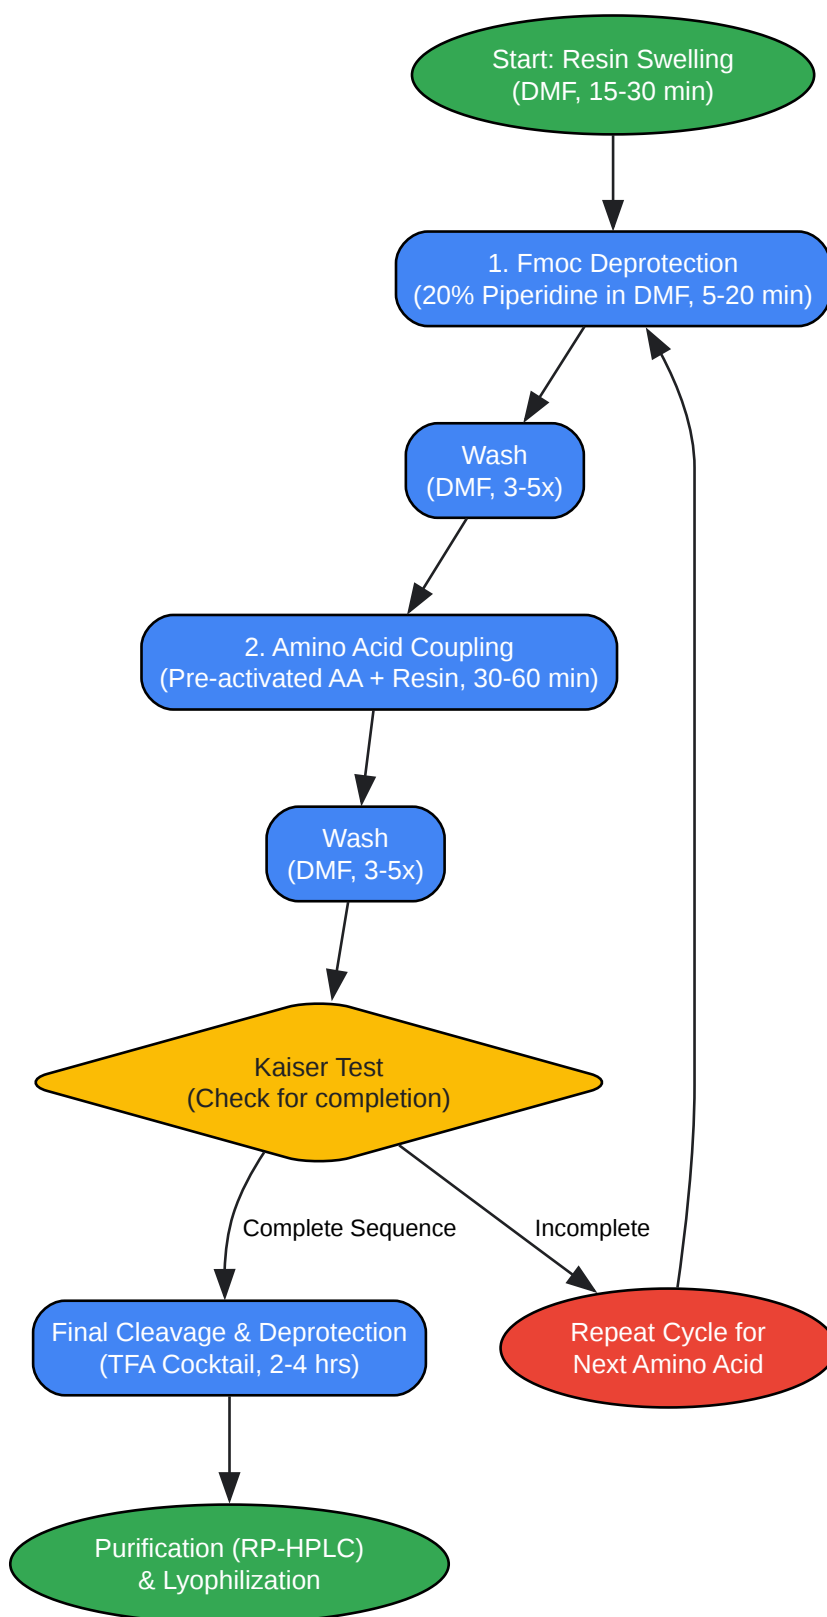 Start: Resin Swelling
(DMF, 15-30 min)
1. Fmoc Deprotection
(20% Piperidine in DMF, 5-20 min)
Wash
(DMF, 3-5x)
2. Amino Acid Coupling
(Pre-activated AA + Resin, 30-60 min)
Wash
(DMF, 3-5x)
Kaiser Test
(Check for completion)
Complete Sequence
Incomplete
Final Cleavage & Deprotection
(TFA Cocktail, 2-4 hrs)
Repeat Cycle for
Next Amino Acid
Purification (RP-HPLC)
& Lyophilization